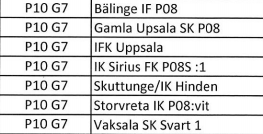 P10 G7 Bälinge IF P08
P10 G7 Gamla Upsala SK P08
P10 G7 IFK Uppsala
P10 G7 IK Sirius FK P08S :1
P10 G7 Skuttunge/IK Hinden
P10 G7 Storvreta IK P08:vit
P10 G7 Vaksala SK Svart 1